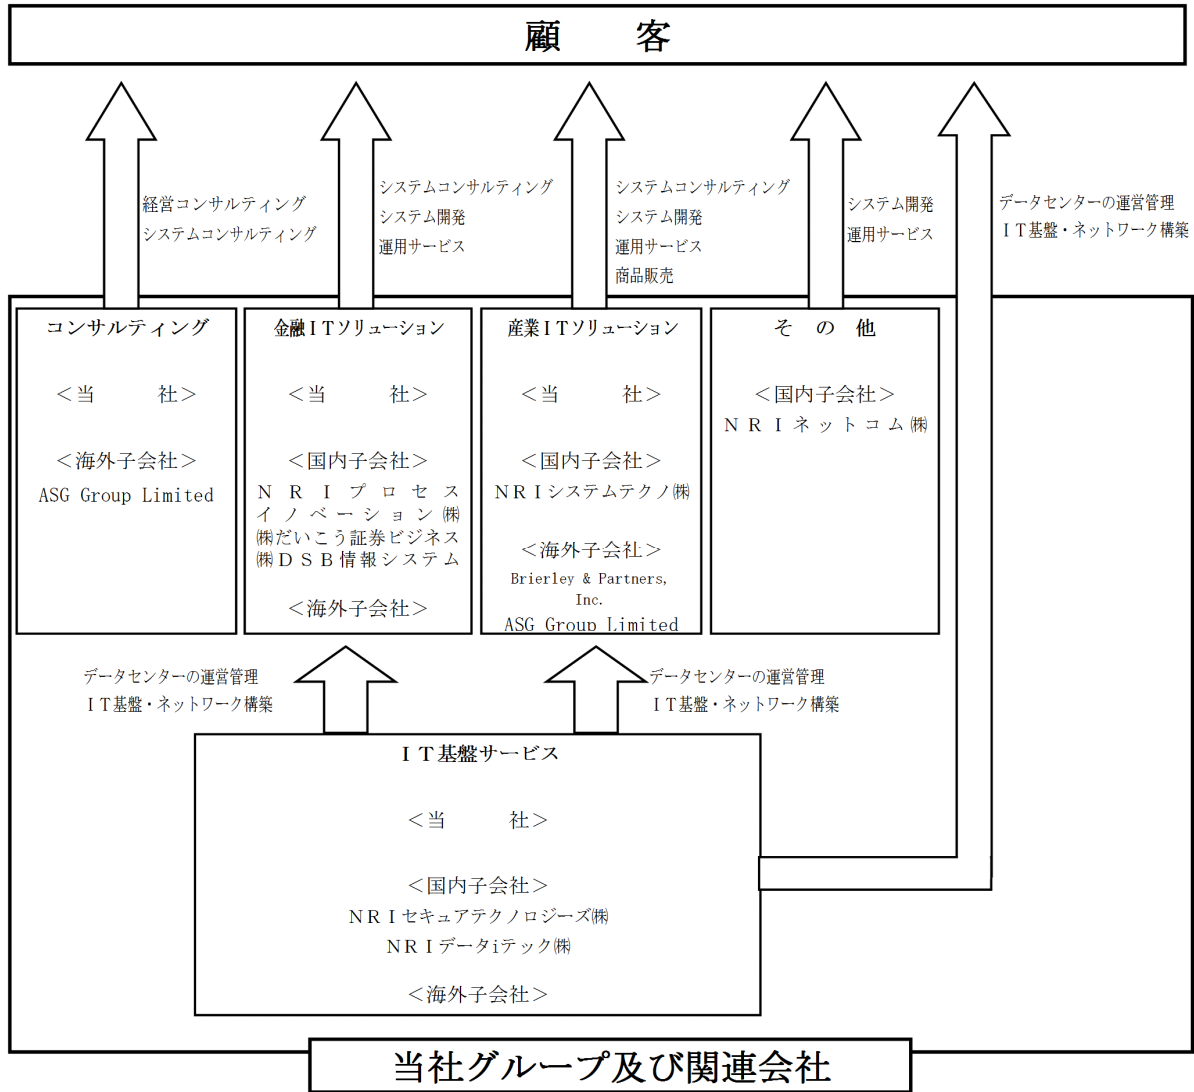 顧　　客
経営コンサルティング
システムコンサルティング
システムコンサルティング
システム開発
運用サービス
システムコンサルティング
システム開発
運用サービス
商品販売
システム開発
運用サービス
データセンターの運営管理
ＩＴ基盤・ネットワーク構築
コンサルティング
＜当　　　社＞
＜海外子会社＞
ASG Group Limited
金融ＩＴソリューション
＜当　　　社＞
＜国内子会社＞
ＮＲＩプロセス
イノベーション㈱
㈱だいこう証券ビジネス
㈱ＤＳＢ情報システム
＜海外子会社＞
産業ＩＴソリューション
＜当　　　社＞
＜国内子会社＞
ＮＲＩシステムテクノ㈱
＜海外子会社＞
Brierley & Partners,
Inc.
ASG Group Limited
そ　の　他
＜国内子会社＞
ＮＲＩネットコム㈱
データセンターの運営管理
ＩＴ基盤・ネットワーク構築
データセンターの運営管理
ＩＴ基盤・ネットワーク構築
ＩＴ基盤サービス
＜当　　　社＞
＜国内子会社＞
ＮＲＩセキュアテクノロジーズ㈱
ＮＲＩデータiテック㈱
＜海外子会社＞
当社グループ及び関連会社